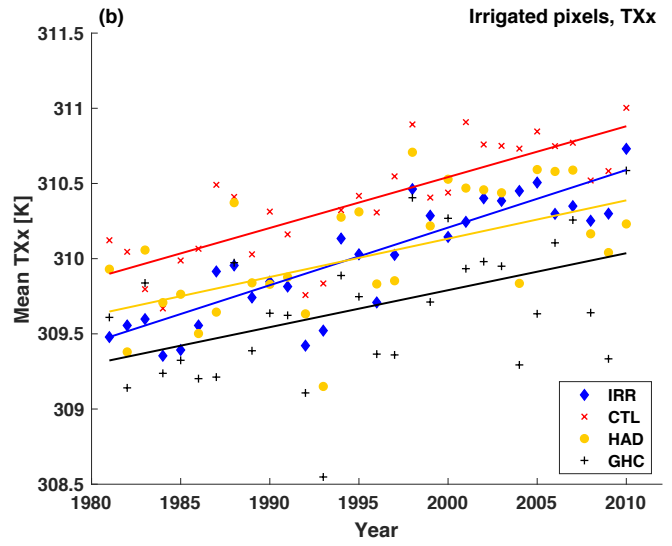 (b)
Irrigated pixels, TXx
311.5
311
310.5
310
309.5
309
308.5
Mean TXx [K]
IRR
CTL
HAD
GHC
1980
1985
1990
1995
2000
2005
2010
Year